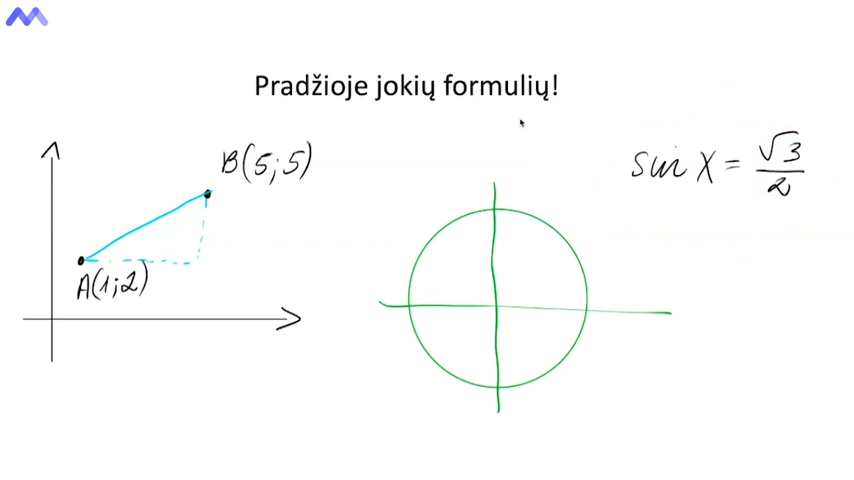 Pradžioje jokių formulių!
B(5;5)
A(1;2)
sin x = √3/2